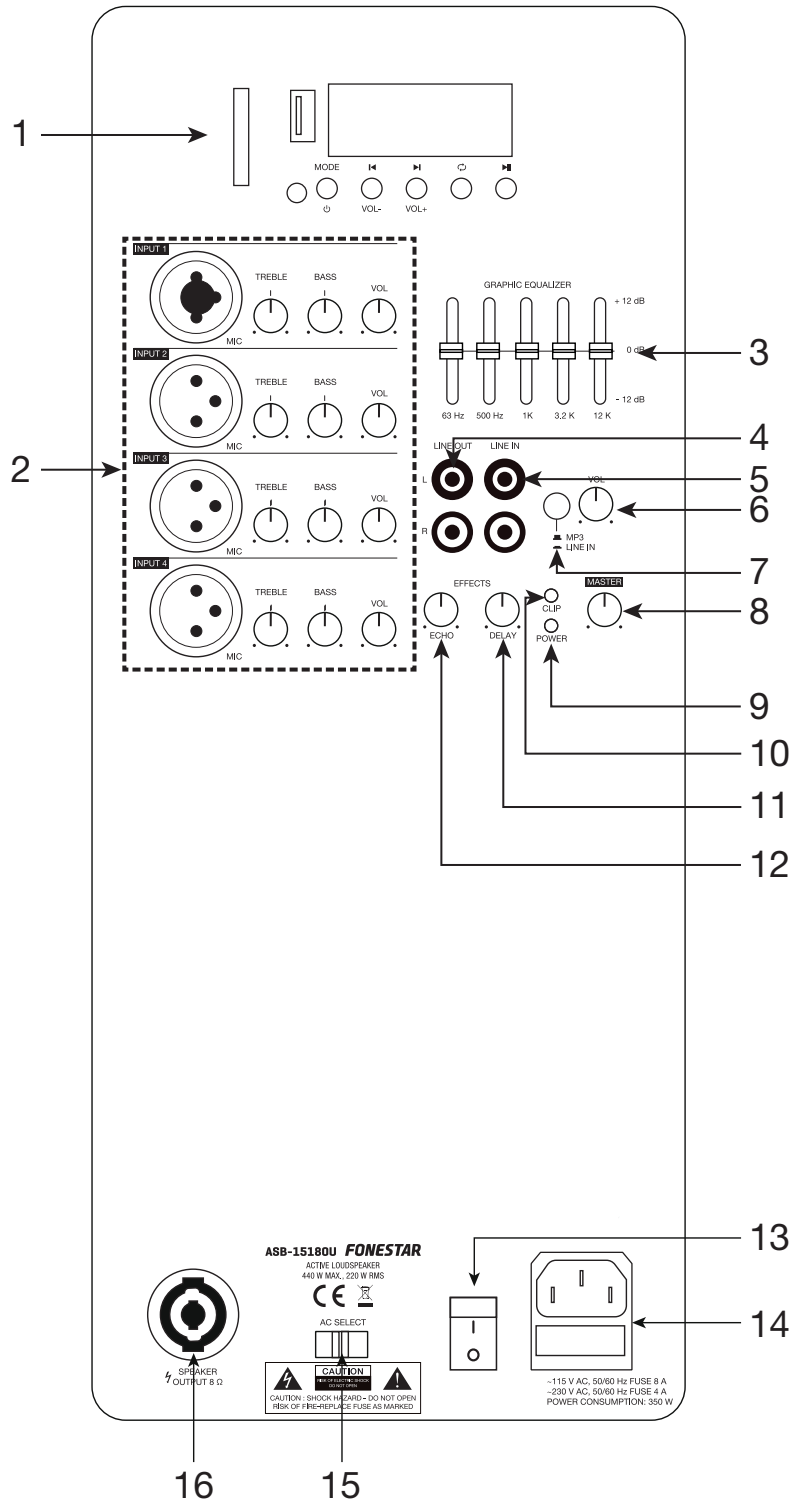 1
MODE
VOL-
VOL+
INPUT 1
TREBLE
BASS
VOL
MIC
INPUT 2
TREBLE
BASS
VOL
MIC
INPUT 3
TREBLE
BASS
VOL
MIC
INPUT 4
TREBLE
BASS
VOL
MIC
2
GRAPHIC EQUALIZER
+ 12 dB
0 dB
- 12 dB
63 Hz 500 Hz 1K 3,2 K 12 K
3
LINE OUT LINE IN
L
R
4
5
VOL
6
MP3
LINE IN
7
EFFECTS
ECHO
DELAY
CLIP
POWER
MASTER
8
9
10
11
12
ASB-15180U FONESTAR
ACTIVE LOUDSPEAKER
440 W MAX., 220 W RMS
CE
AC SELECT
CAUTION
RISK OF ELECTRIC SHOCK
DO NOT OPEN
CAUTION : SHOCK HAZARD - DO NOT OPEN
RISK OF FIRE-REPLACE FUSE AS MARKED
SPEAKER
OUTPUT 8 Ω
13
14
~115 V AC, 50/60 Hz FUSE 8 A
~230 V AC, 50/60 Hz FUSE 4 A
POWER CONSUMPTION: 350 W
16
15